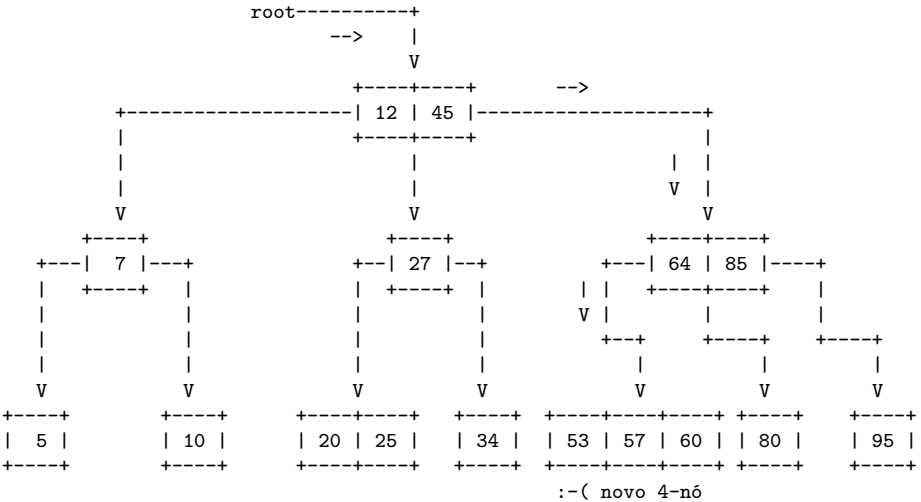 root----------+
--> |
V
+----+----+ -->
+--------------------| 12 | 45 |--------------------+
| +----+----+ |
| | | |
| | V |
V V V
+----+ +----+ +----+----+
+---| 7 |---+ +--| 27 |--+ +---| 64 | 85 |----+
| +----+ | | +----+ | | | +----+----+ |
| | | | V | | |
| | | | +--+ +----+ +----+
| | | | | | |
V V V V V V V
+----+ +----+ +----+----+ +----+ +----+----+----+ +----+ +----+
| 5 | | 10 | | 20 | 25 | | 34 | | 53 | 57 | 60 | | 80 | | 95 |
+----+ +----+ +----+----+ +----+ +----+----+----+ +----+ +----+
:-( novo 4-nó